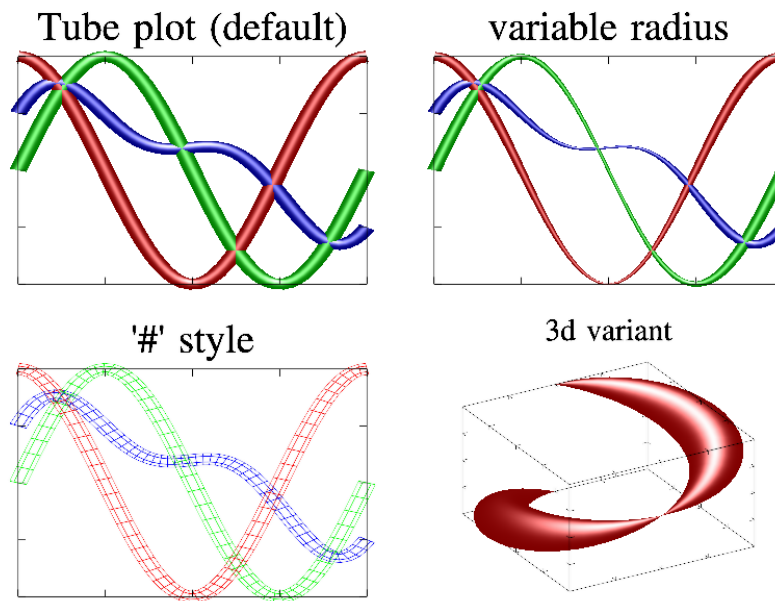 Tube plot (default)
variable radius
'#' style
3d variant